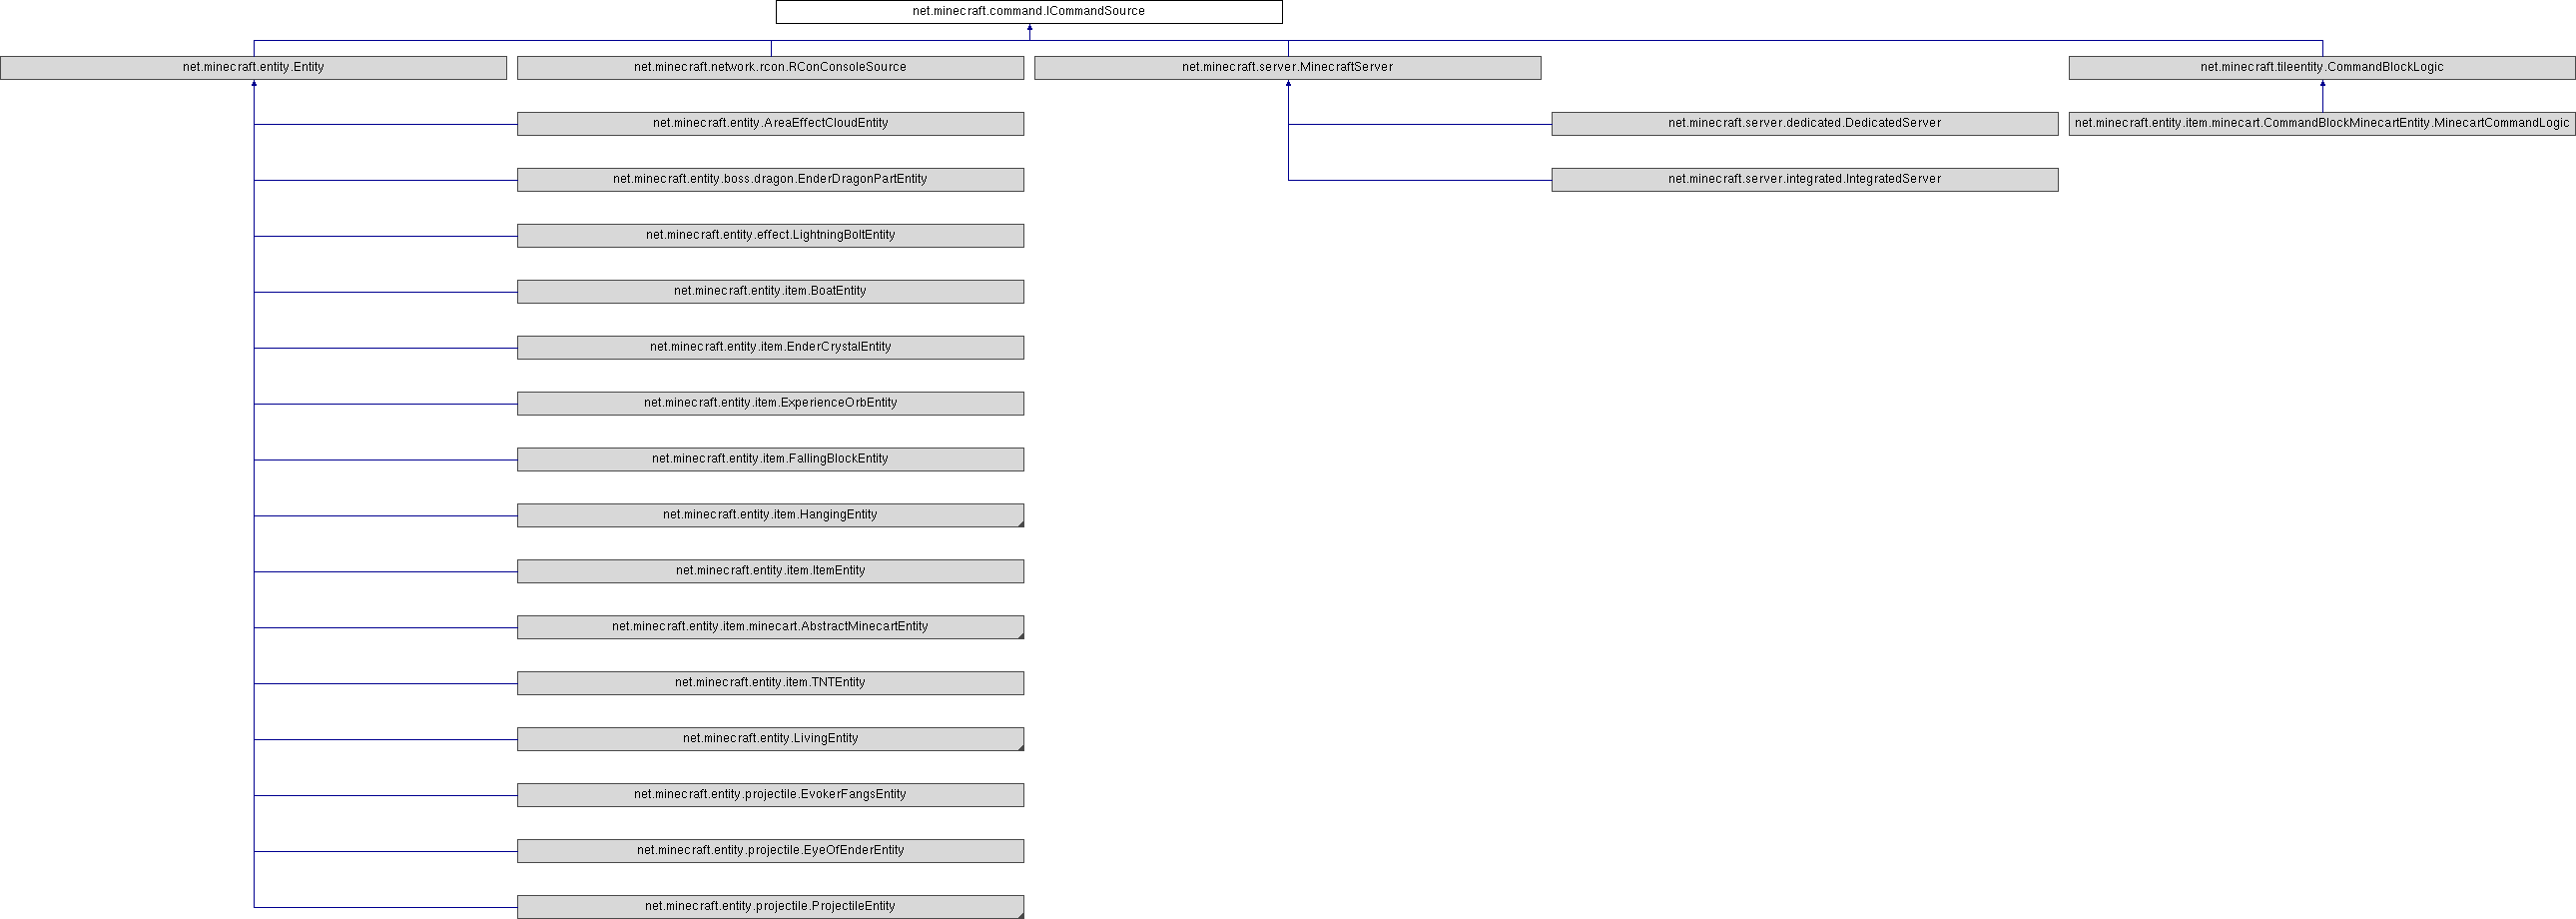 net.minecraft.command.ICommandSource
net.minecraft.entity.Entity
net.minecraft.network.rcon.RConConsoleSource
net.minecraft.server.MinecraftServer
net.minecraft.tileentity.CommandBlockLogic
net.minecraft.entity.AreaEffectCloudEntity
net.minecraft.server.dedicated.DedicatedServer
net.minecraft.entity.item.minecart.CommandBlockMinecartEntity.MinecartCommandLogic
net.minecraft.entity.boss.dragon.EnderDragonPartEntity
net.minecraft.server.integrated.IntegratedServer
net.minecraft.entity.effect.LightningBoltEntity
net.minecraft.entity.item.BoatEntity
net.minecraft.entity.item.EnderCrystalEntity
net.minecraft.entity.item.ExperienceOrbEntity
net.minecraft.entity.item.FallingBlockEntity
net.minecraft.entity.item.HangingEntity
net.minecraft.entity.item.ItemEntity
net.minecraft.entity.item.minecart.AbstractMinecartEntity
net.minecraft.entity.item.TNTEntity
net.minecraft.entity.LivingEntity
net.minecraft.entity.projectile.EvokerFangsEntity
net.minecraft.entity.projectile.EyeOfEnderEntity
net.minecraft.entity.projectile.ProjectileEntity